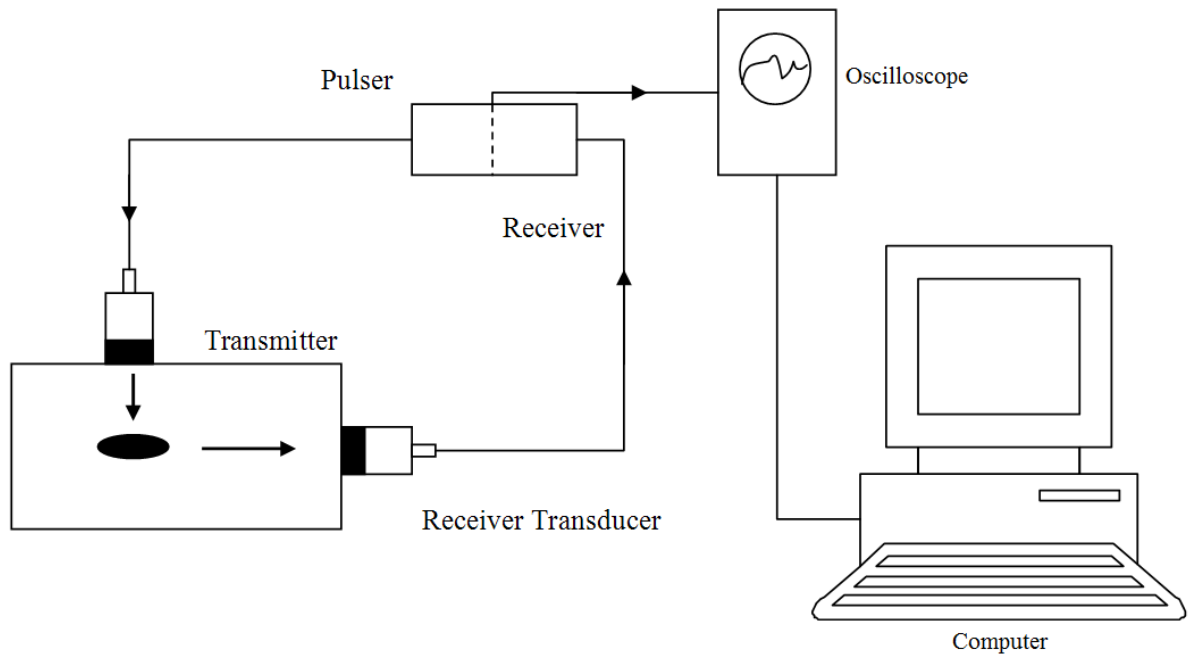 Pulser
Oscilloscope
Receiver
Transmitter
Receiver Transducer
Computer